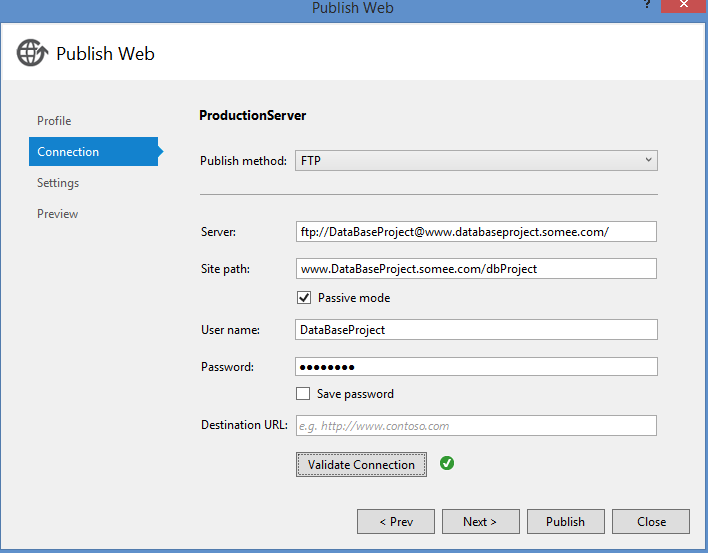 Publish Web
?
Publish Web
Profile
Connection
Settings
Preview
ProductionServer
Publish method: FTP
Server: ftp://DataBaseProject@www.databaseproject.somee.com/
Site path: www.DataBaseProject.somee.com/dbProject
Passive mode
User name: DataBaseProject
Password: ●●●●●●●●
Save password
Destination URL: e.g. http://www.contoso.com
Validate Connection
< Prev Next > Publish Close